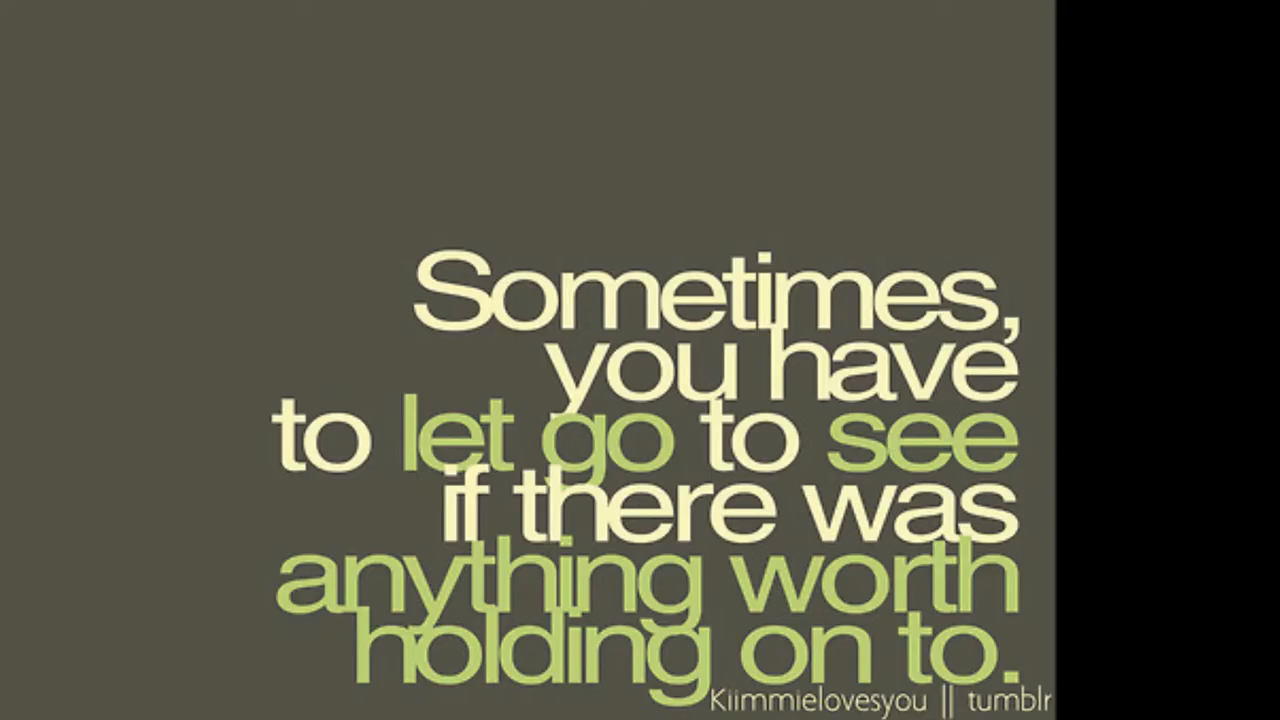 Sometimes,
you have
to let go to see
if there was
anything worth
holding on to.
Kiimmielovesyou || tumblr